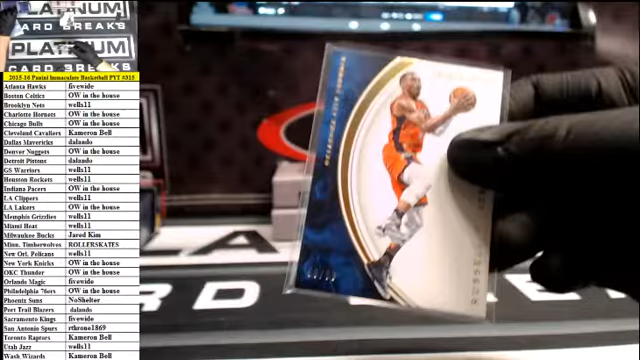 PLATINUM
CARD BREAKS
PLATINUM
CARD BREAKS
2015-16 Panini Immaculate Basketball PYT #315
Atlanta Hawks fivewide
Boston Celtics OW in the house
Brooklyn Nets wells11
Charlotte Hornets OW in the house
Chicago Bulls OW in the house
Cleveland Cavaliers Kameron Bell
Dallas Mavericks dalando
Denver Nuggets OW in the house
Detroit Pistons dalando
GS Warriors wells11
Houston Rockets wells11
Indiana Pacers OW in the house
LA Clippers wells11
LA Lakers OW in the house
Memphis Grizzlies wells11
Miami Heat wells11
Milwaukee Bucks Jared Kim
Minn. Timberwolves ROLLERSKATES
New Orl. Pelicans wells11
New York Knicks OW in the house
OKC Thunder OW in the house
Orlando Magic fivewide
Philadelphia 76ers OW in the house
Phoenix Suns NoShelter
Port Trail Blazers dalando
Sacramento Kings fivewide
San Antonio Spurs rthrone1869
Toronto Raptors Kameron Bell
Utah Jazz wells11
Wash. Wizards Kameron Bell
OKLAHOMA CITY THUNDER